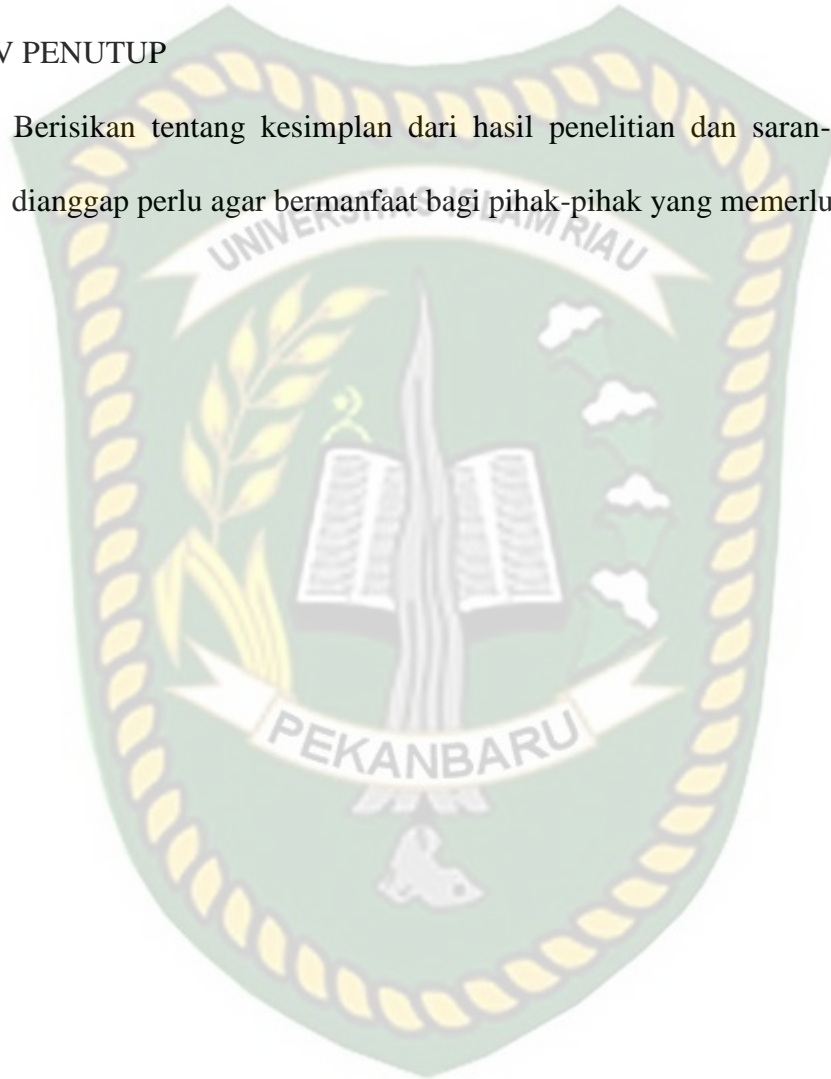 V PENUTUP
Berisikan tentang kesimplan dari hasil penelitian dan saran-
dianggap perlu agar bermanfaat bagi pihak-pihak yang memerlu
UNIVERSITAS ISLAM RIAU
PEKANBARU